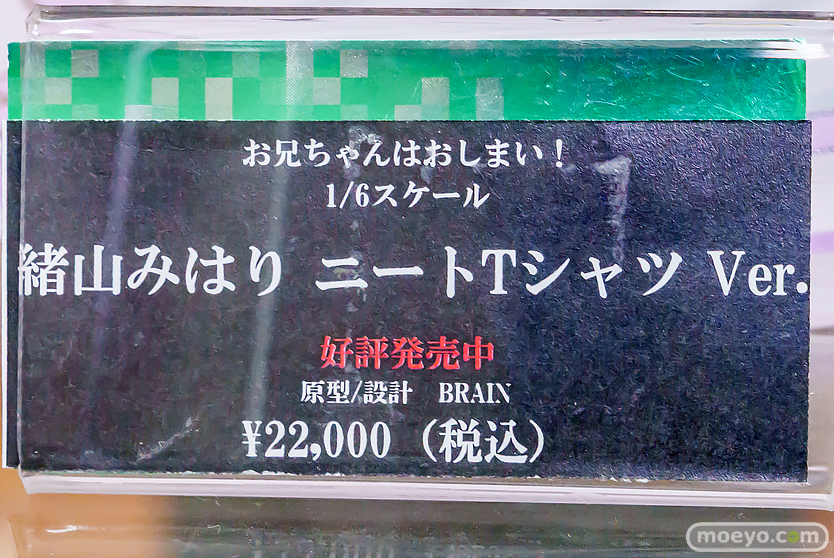 お兄ちゃんはおしまい！
1/6スケール
緒山みはり ニートTシャツ Ver.
好評発売中
原型/設計　BRAIN
¥22,000（税込）
moeyo.com